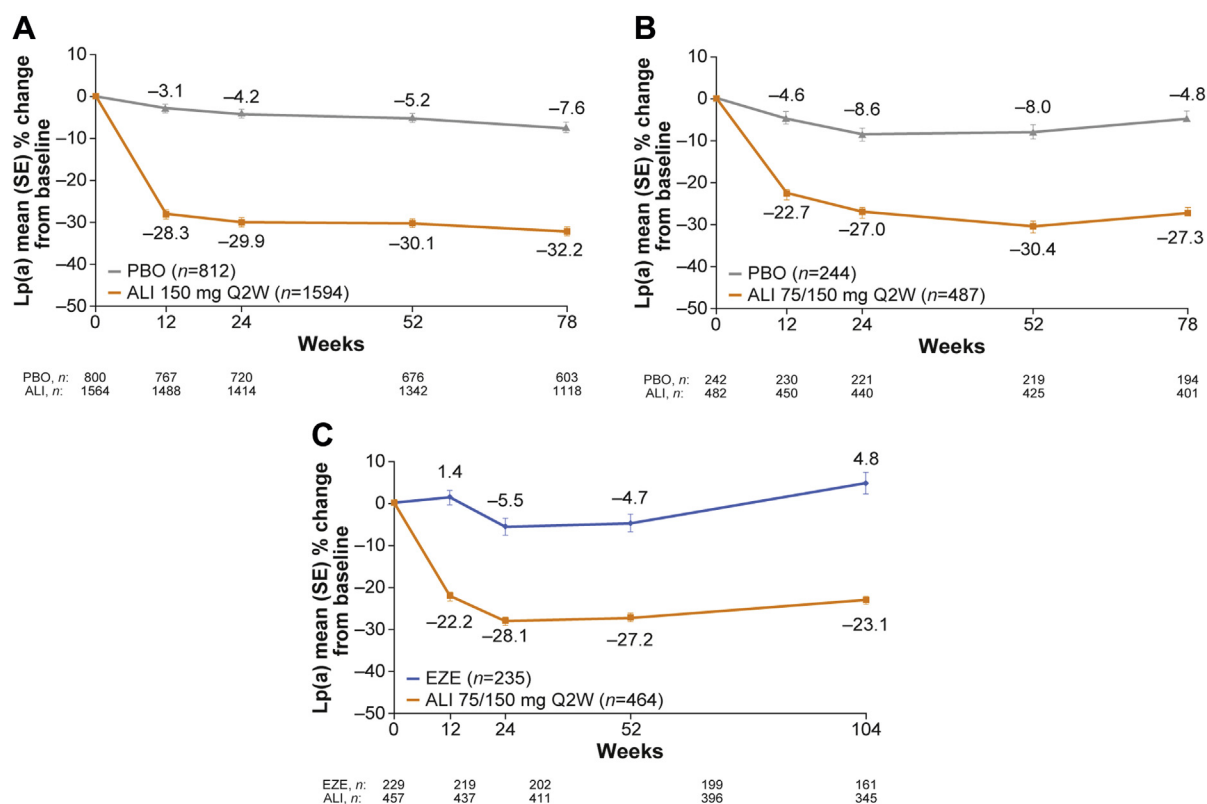 A
Lp(a) mean (SE) % change
from baseline
10
0
–10
–20
–30
–40
–50
–3.1
–4.2
–5.2
–7.6
–28.3
–29.9
–30.1
–32.2
PBO (n=812)
ALI 150 mg Q2W (n=1594)
0 12 24 52 78
Weeks
PBO, n: 800 767 720 676 603
ALI, n: 1564 1488 1414 1342 1118
B
Lp(a) mean (SE) % change
from baseline
10
0
–10
–20
–30
–40
–50
–4.6
–8.6
–8.0
–4.8
–22.7
–27.0
–30.4
–27.3
PBO (n=244)
ALI 75/150 mg Q2W (n=487)
0 12 24 52 78
Weeks
PBO, n: 242 230 221 219 194
ALI, n: 482 450 440 425 401
C
Lp(a) mean (SE) % change
from baseline
10
0
–10
–20
–30
–40
–50
1.4
–5.5
–4.7
4.8
–22.2
–28.1
–27.2
–23.1
EZE (n=235)
ALI 75/150 mg Q2W (n=464)
0 12 24 52 104
Weeks
EZE, n: 229 219 202 199 161
ALI, n: 457 437 411 396 345